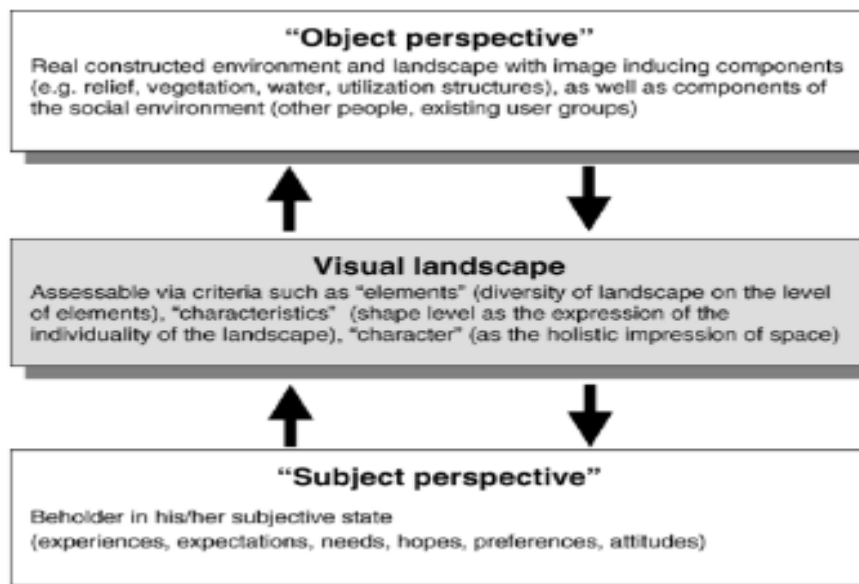 “Object perspective”
Real constructed environment and landscape with image inducing components
(e.g. relief, vegetation, water, utilization structures), as well as components of
the social environment (other people, existing user groups)
Visual landscape
Assessable via criteria such as “elements” (diversity of landscape on the level
of elements), “characteristics” (shape level as the expression of the
individuality of the landscape), “character” (as the holistic impression of space)
“Subject perspective”
Beholder in his/her subjective state
(experiences, expectations, needs, hopes, preferences, attitudes)